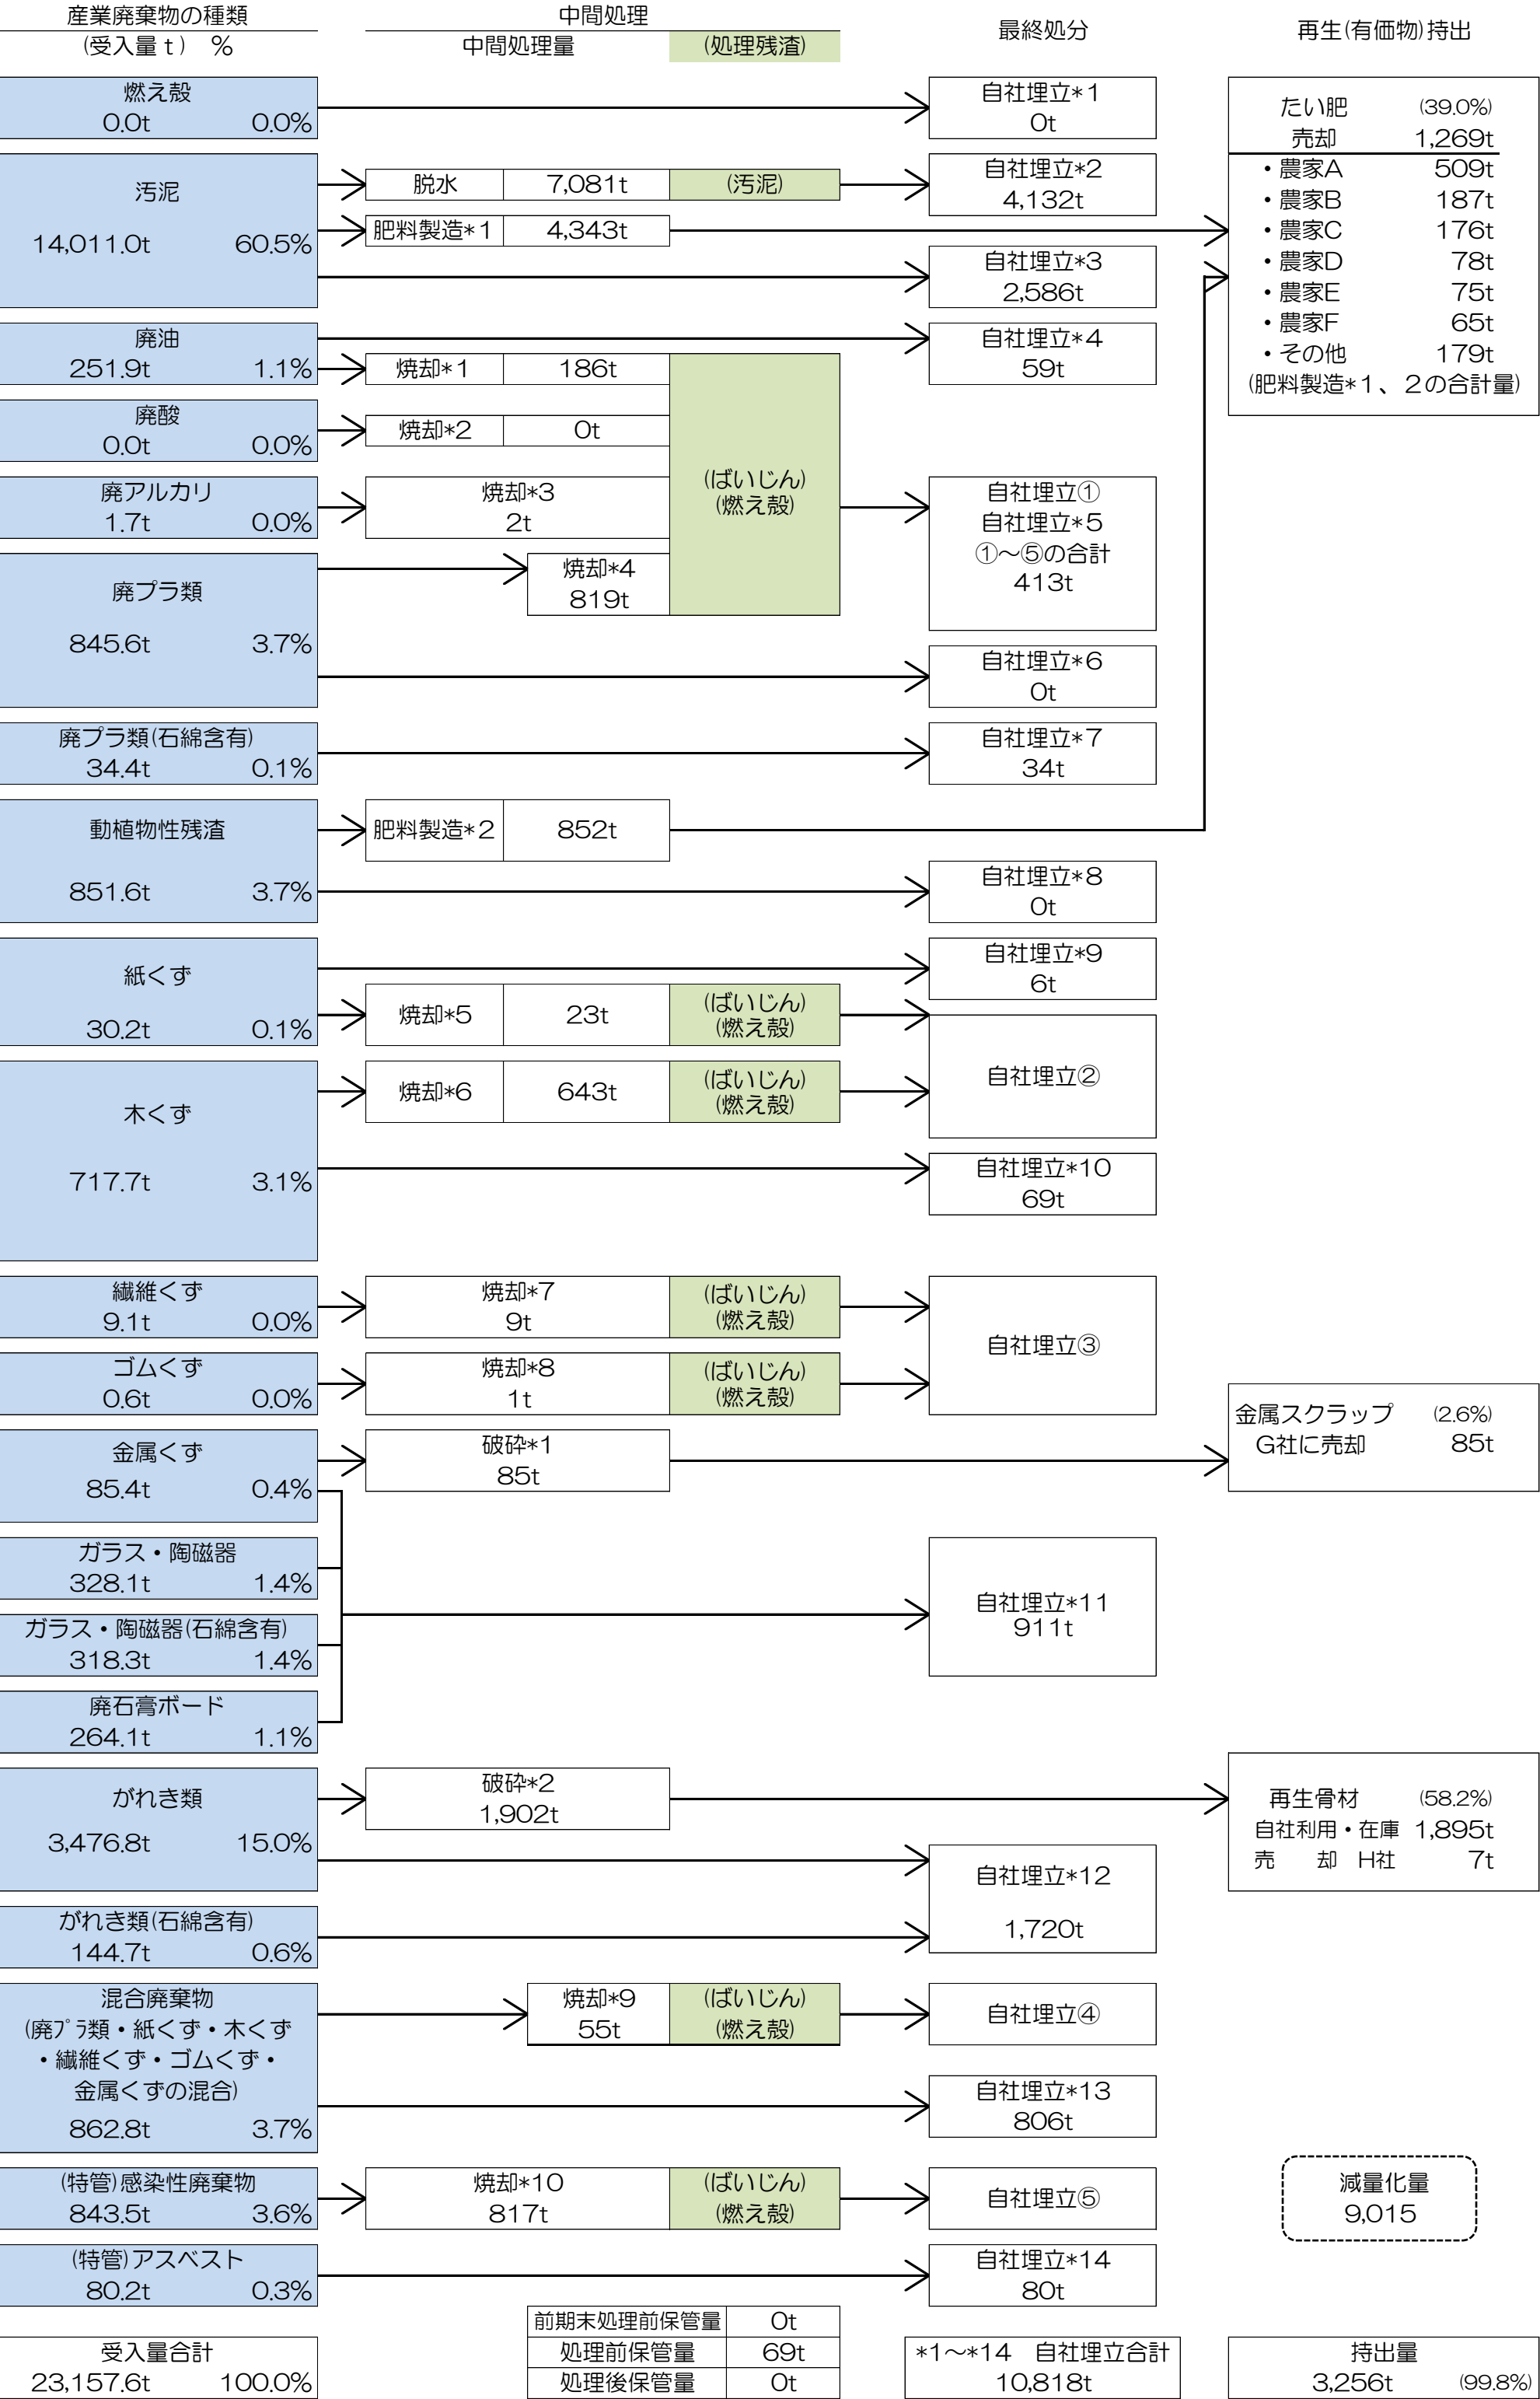 産業廃棄物の種類
(受入量ｔ)　%
中間処理
中間処理量
(処理残渣)
最終処分
再生(有価物)持出
燃え殻
0.0t 0.0%
自社埋立*1
0t
汚泥
14,011.0t 60.5%
脱水 7,081t (汚泥)
自社埋立*2
4,132t
肥料製造*1 4,343t
自社埋立*3
2,586t
たい肥 (39.0%)
売却 1,269t
・農家A 509t
・農家B 187t
・農家C 176t
・農家D 78t
・農家E 75t
・農家F 65t
・その他 179t
(肥料製造*１、２の合計量)
廃油
251.9t 1.1%
焼却*1 186t
自社埋立*4
59t
廃酸
0.0t 0.0%
焼却*2 0t
廃アルカリ
1.7t 0.0%
焼却*3
2t
(ばいじん)
(燃え殻)
自社埋立①
自社埋立*5
①～⑤の合計
413t
廃プラ類
845.6t 3.7%
焼却*4
819t
自社埋立*6
0t
廃プラ類(石綿含有)
34.4t 0.1%
自社埋立*7
34t
動植物性残渣
851.6t 3.7%
肥料製造*2 852t
自社埋立*8
0t
紙くず
30.2t 0.1%
自社埋立*9
6t
焼却*5 23t
(ばいじん)
(燃え殻)
木くず
717.7t 3.1%
焼却*6 643t
(ばいじん)
(燃え殻)
自社埋立②
自社埋立*10
69t
繊維くず
9.1t 0.0%
焼却*7
9t
(ばいじん)
(燃え殻)
自社埋立③
ゴムくず
0.6t 0.0%
焼却*8
1t
(ばいじん)
(燃え殻)
金属くず
85.4t 0.4%
破砕*1
85t
金属スクラップ (2.6%)
G社に売却 85t
ガラス・陶磁器
328.1t 1.4%
ガラス・陶磁器(石綿含有)
318.3t 1.4%
自社埋立*11
911t
廃石膏ボード
264.1t 1.1%
がれき類
3,476.8t 15.0%
破砕*2
1,902t
再生骨材 (58.2%)
自社利用・在庫 1,895t
売　却　H社 7t
自社埋立*12
1,720t
がれき類(石綿含有)
144.7t 0.6%
混合廃棄物
(廃ﾌﾟﾗ類・紙くず・木くず
・繊維くず・ゴムくず・
金属くずの混合)
862.8t 3.7%
焼却*9
55t
(ばいじん)
(燃え殻)
自社埋立④
自社埋立*13
806t
(特管)感染性廃棄物
843.5t 3.6%
焼却*10
817t
(ばいじん)
(燃え殻)
自社埋立⑤
減量化量
9,015
(特管)アスベスト
80.2t 0.3%
自社埋立*14
80t
前期末処理前保管量 0t
処理前保管量 69t
処理後保管量 0t
受入量合計
23,157.6t 100.0%
*1～*14　自社埋立合計
10,818t
持出量
3,256t (99.8%)